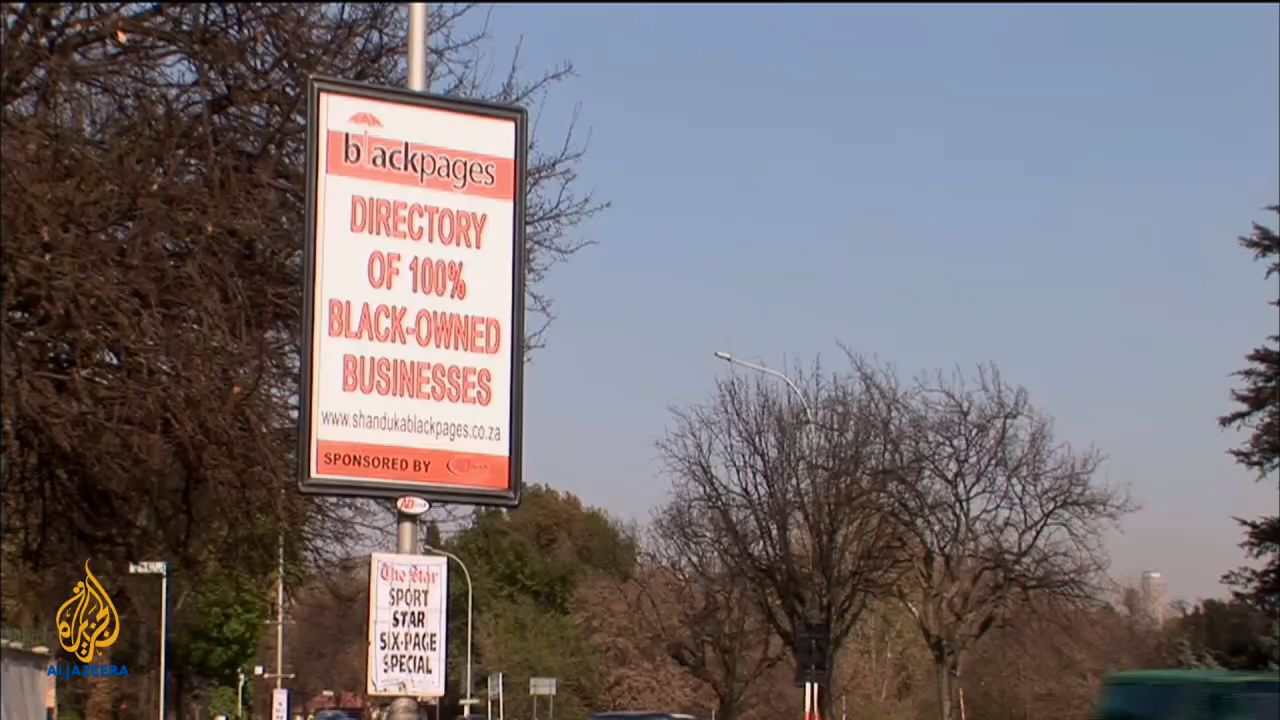 blackpages
DIRECTORY
OF 100%
BLACK-OWNED
BUSINESSES
www.shandukablackpages.co.za
SPONSORED BY
The Star
SPORT
STAR
SIX-PAGE
SPECIAL
الجزيرة
ALJAZEERA